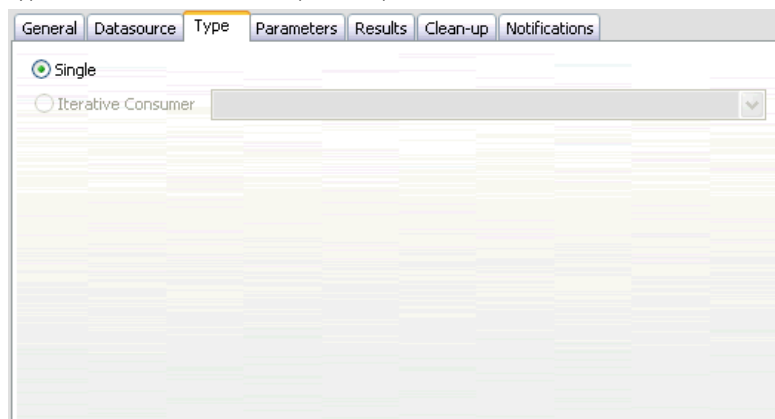 General Datasource Type Parameters Results Clean-up Notifications
Single
Iterative Consumer